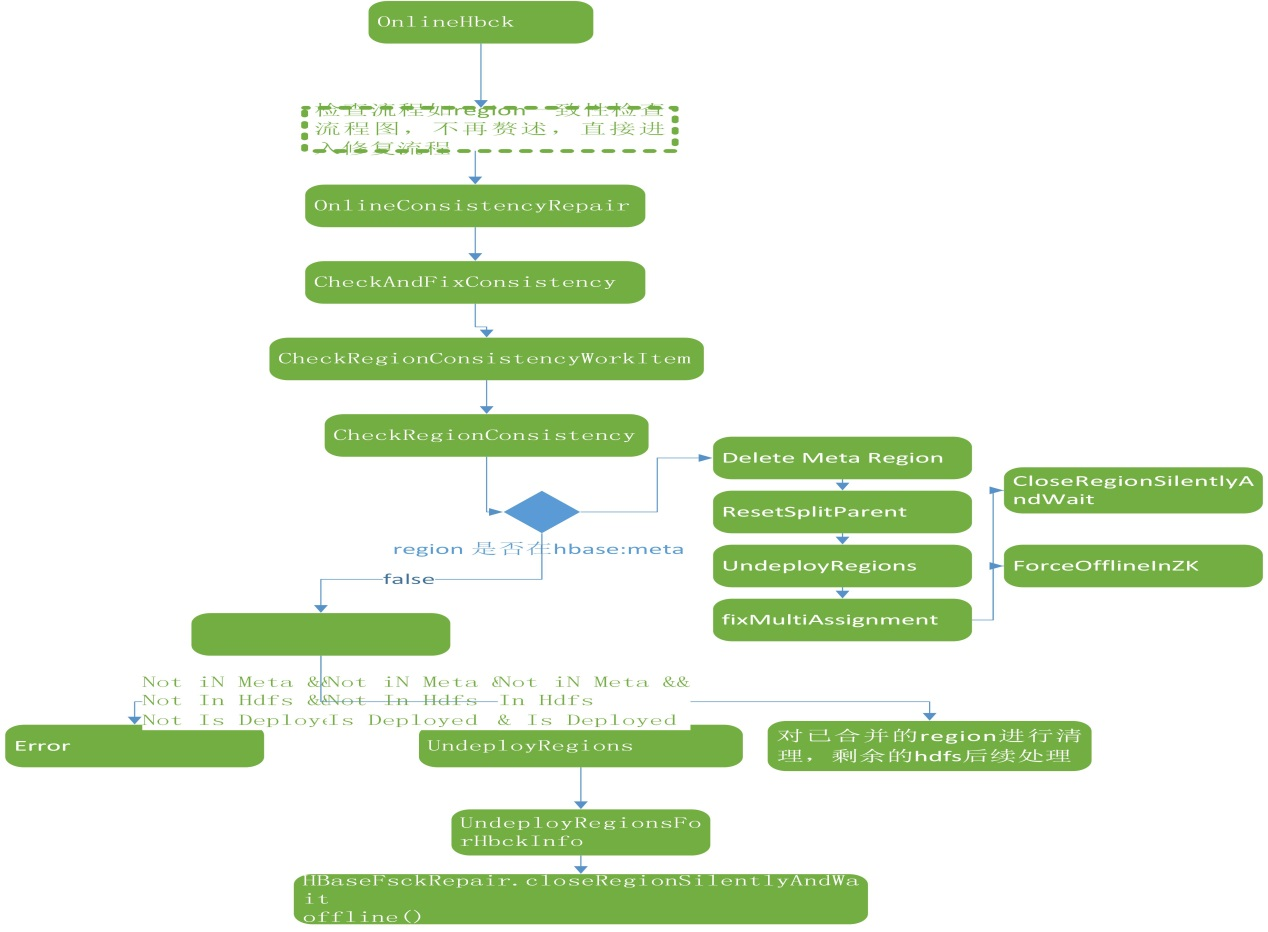 OnlineHbck
检查流程如region一致性检查
流程图，不再赘述，直接进
入修复流程
OnlineConsistencyRepair
CheckAndFixConsistency
CheckRegionConsistencyWorkItem
CheckRegionConsistency
Delete Meta Region
ResetSplitParent
UndeployRegions
fixMultiAssignment
CloseRegionSilentlyA
ndWait
ForceOfflineInZK
region 是否在hbase:meta
false
Not iN Meta &&
Not In Hdfs &&
Not Is Deploye
Not iN Meta &
Not In Hdfs
Is Deployed
Not iN Meta &&
In Hdfs
& Is Deployed
Error
UndeployRegions
对已合并的region进行清
理，剩余的hdfs后续处理
UndeployRegionsFo
rHbckInfo
HBaseFsckRepair.closeRegionSilentlyAndWa
it
offline()